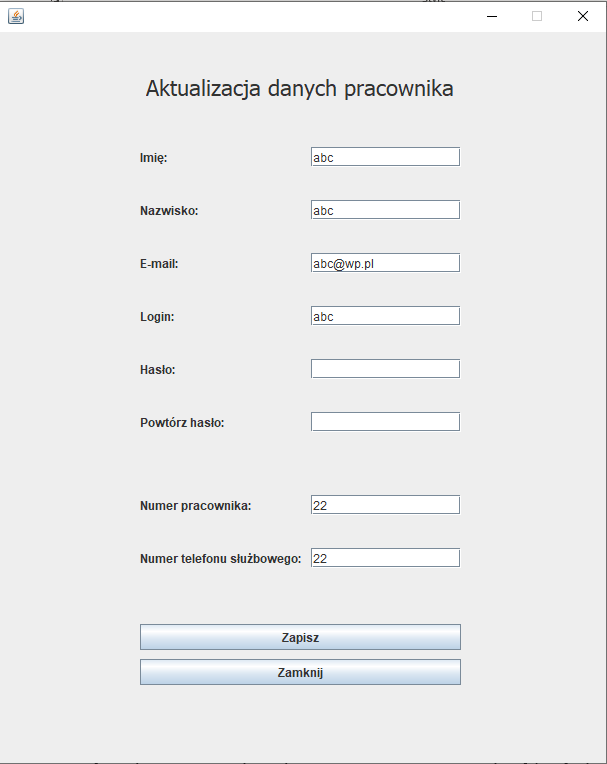 Aktualizacja danych pracownika
Imię: abc
Nazwisko: abc
E-mail: abc@wp.pl
Login: abc
Hasło:
Powtórz hasło:
Numer pracownika: 22
Numer telefonu służbowego: 22
Zapisz
Zamknij